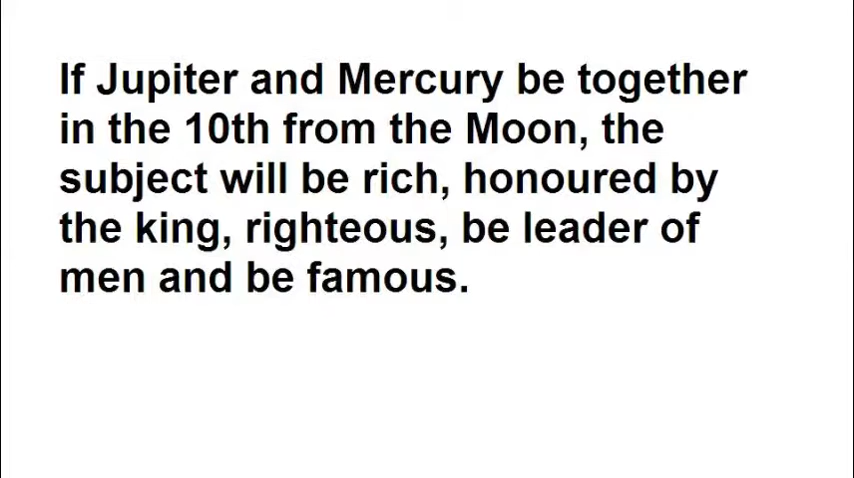 If Jupiter and Mercury be together
in the 10th from the Moon, the
subject will be rich, honoured by
the king, righteous, be leader of
men and be famous.